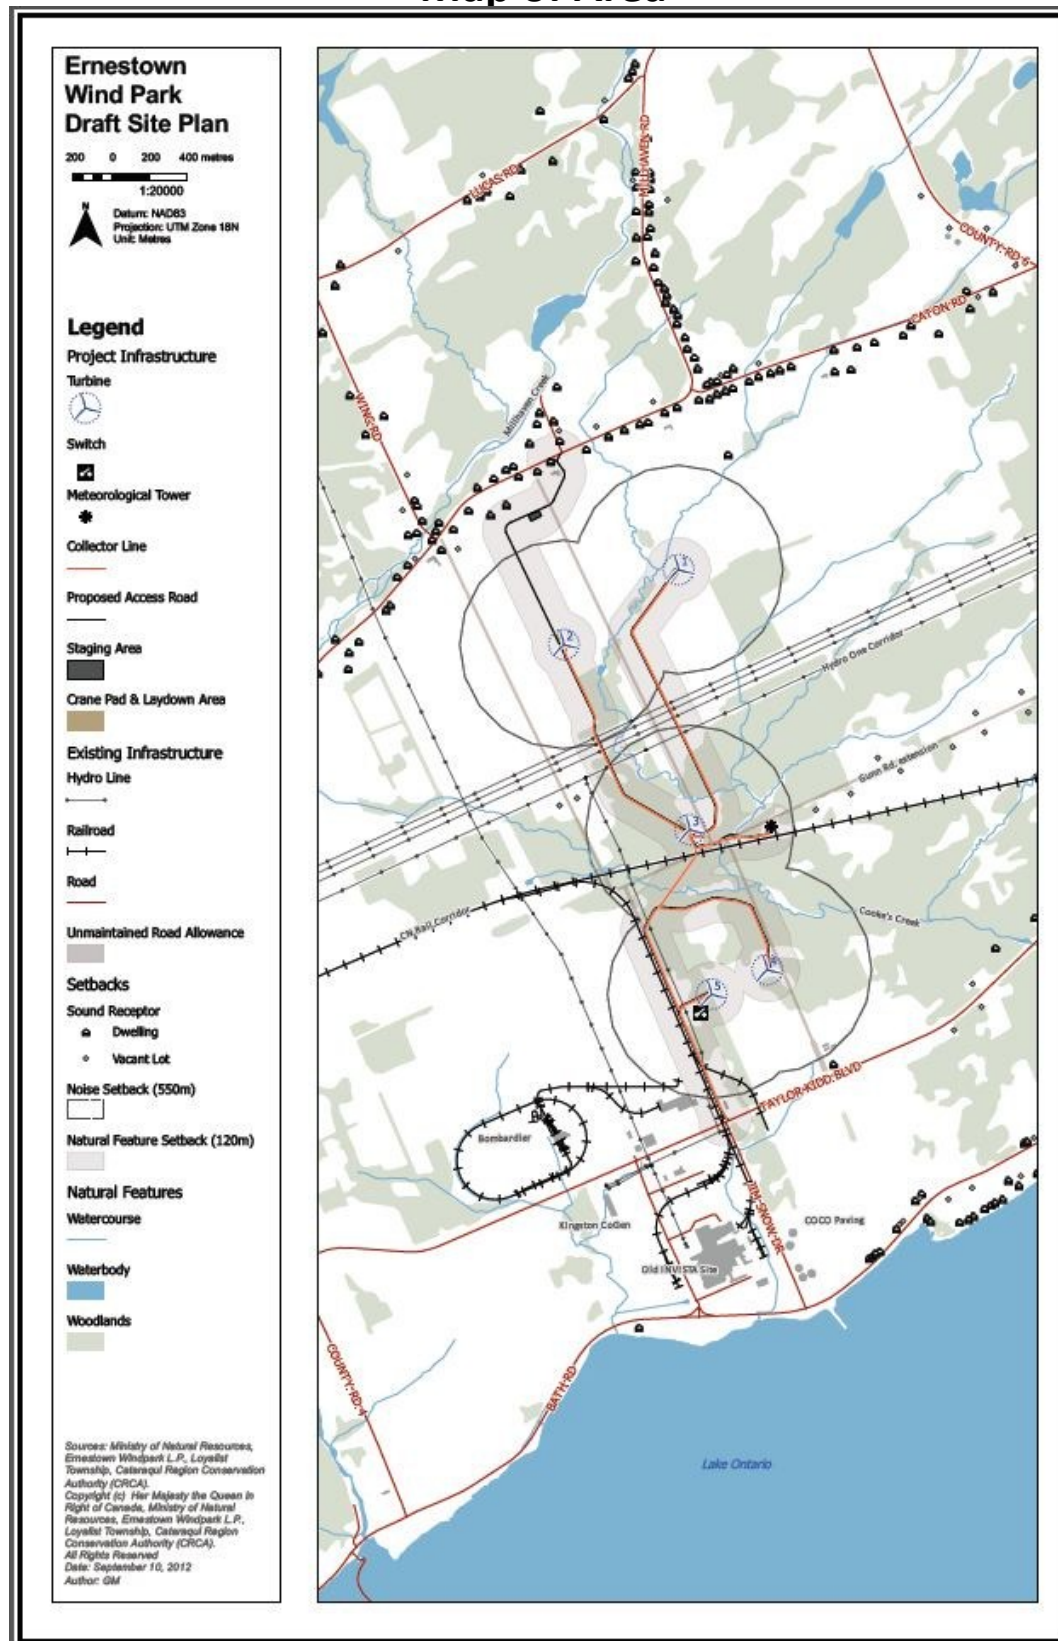 Map of Area
Ernestown
Wind Park
Draft Site Plan
200 0 200 400 metres
1:20000
N
Datum: NAD83
Projection: UTM Zone 18N
Unit: Metres
Legend
Project Infrastructure
Turbine
Switch
Meteorological Tower
Collector Line
Proposed Access Road
Staging Area
Crane Pad & Laydown Area
Existing Infrastructure
Hydro Line
Railroad
Road
Unmaintained Road Allowance
Setbacks
Sound Receptor
Dwelling
Vacant Lot
Noise Setback (550m)
Natural Feature Setback (120m)
Natural Features
Watercourse
Waterbody
Woodlands
Sources: Ministry of Natural Resources,
Ernestown Windpark L.P., Loyalist
Township, Cataraqui Region Conservation
Authority (CRCA).
Copyright (c) Her Majesty the Queen in
Right of Canada, Ministry of Natural
Resources, Ernestown Windpark L.P.,
Loyalist Township, Cataraqui Region
Conservation Authority (CRCA).
All Rights Reserved
Date: September 10, 2012
Author: GM
LUCAS RD
MILLHAVEN RD
COUNTY RD 6
CATON RD
WING RD
Millhaven Creek
1
2
Hydro One Corridor
Gunn Rd. extension
3
CN Rail Corridor
Cooke's Creek
4
5
TAYLOR-KIDD BLVD
Bombardier
JIM SNOW DR
Kingston CoGen
COCO Paving
Old INVISTA Site
COUNTY RD 4
BATH RD
Lake Ontario